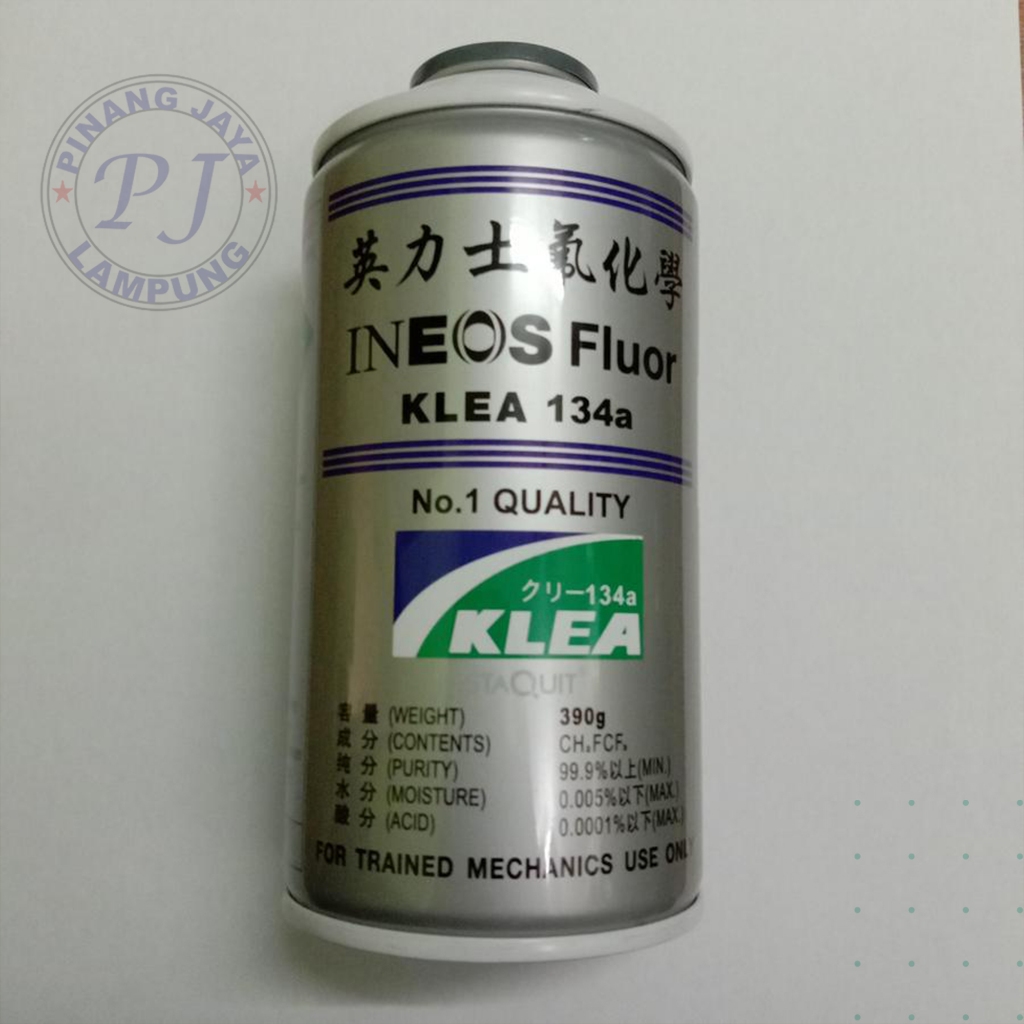 PINANG JAYA
PJ
LAMPUNG
英力士氟化學
INEOS Fluor
KLEA 134a
No.1 QUALITY
クリー134a
KLEA
STAQUIT
容量 (WEIGHT) 390g
成分 (CONTENTS) CH₂FCF₃
纯分 (PURITY) 99.9%以上(MIN.)
水分 (MOISTURE) 0.005%以下(MAX.)
酸分 (ACID) 0.0001%以下(MAX.)
FOR TRAINED MECHANICS USE ONLY